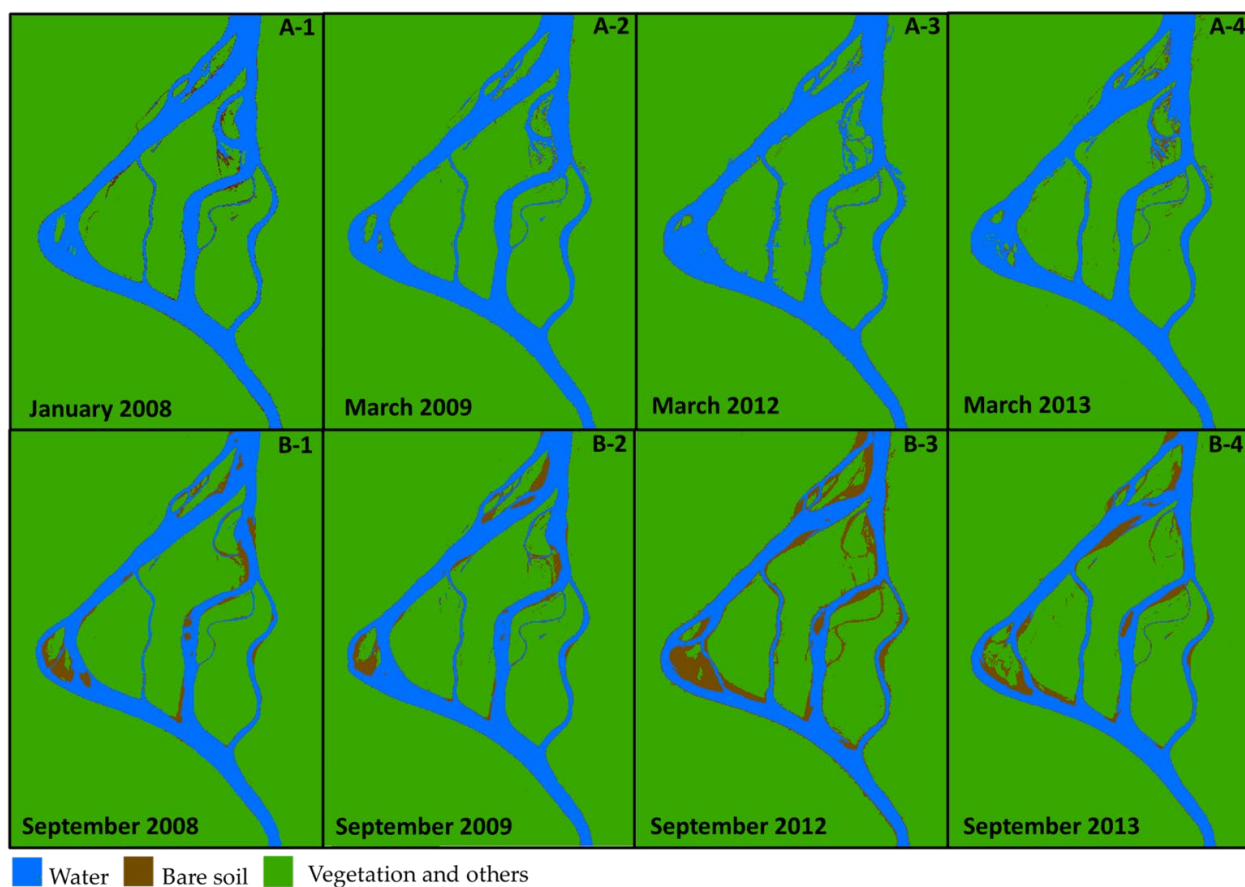 A-1
A-2
A-3
A-4
January 2008
March 2009
March 2012
March 2013
B-1
B-2
B-3
B-4
September 2008
September 2009
September 2012
September 2013
Water
Bare soil
Vegetation and others